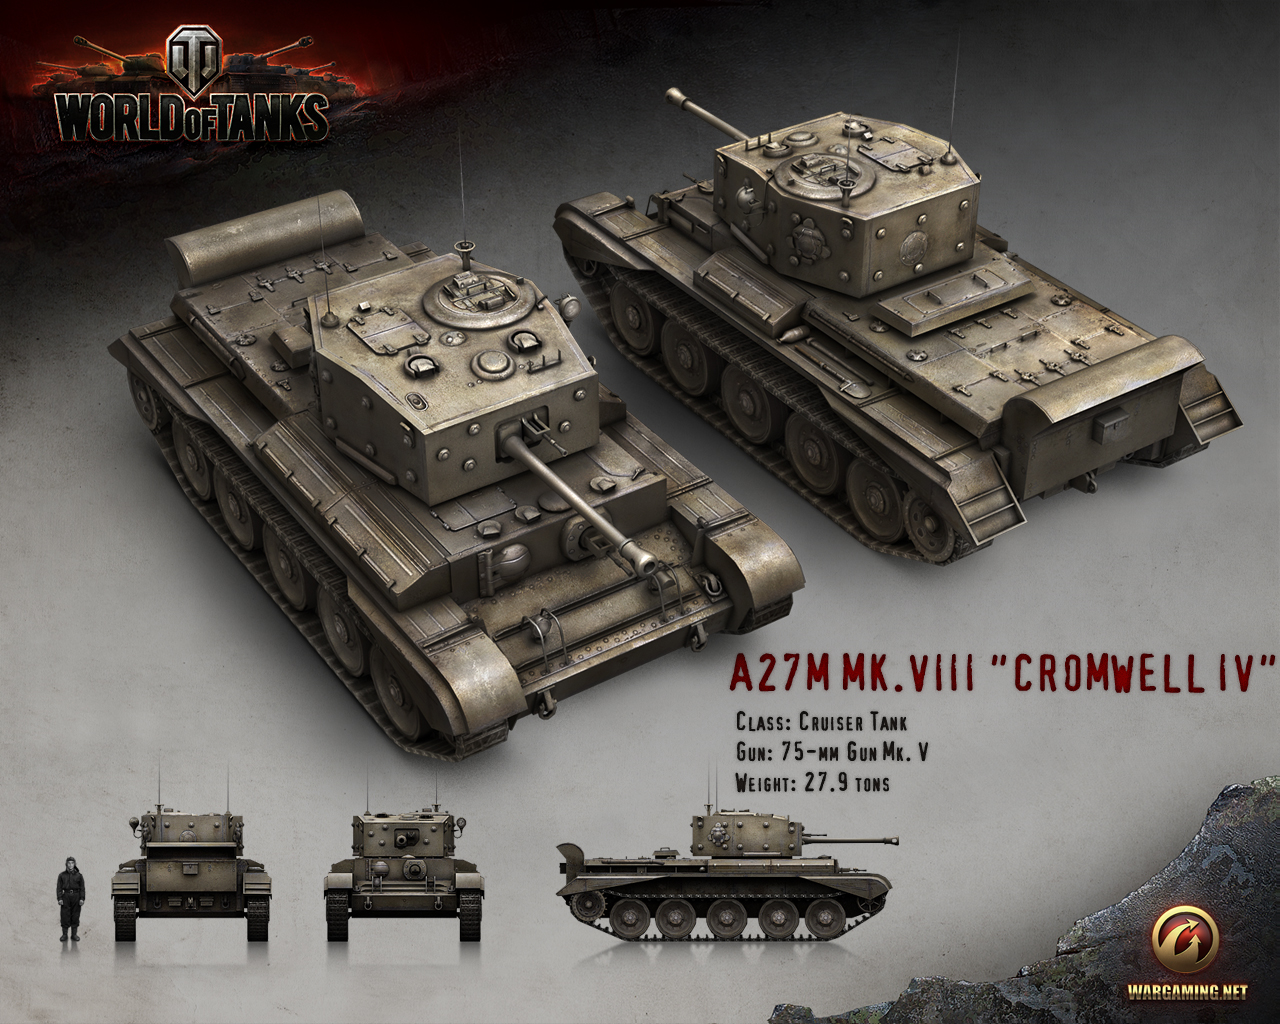 WORLD OF TANKS
A27M MK.VIII "CROMWELL IV"
Class: Cruiser Tank
Gun: 75-mm Gun Mk. V
Weight: 27.9 tons
WARGAMING.NET